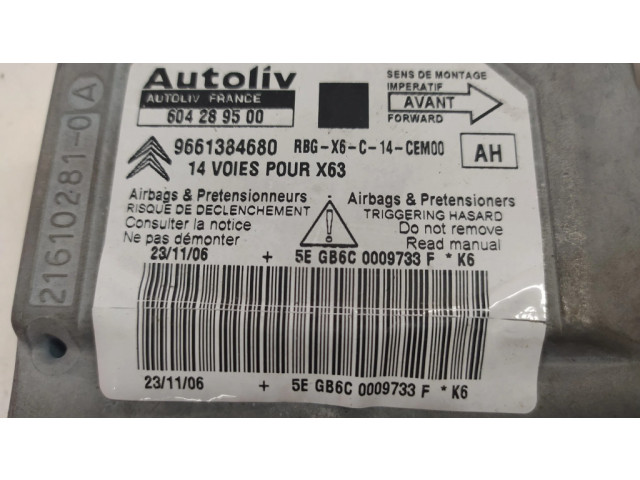 Autoliv
AUTOLIV FRANCE
604 28 95 00
SENS DE MONTAGE
IMPERATIF
AVANT
FORWARD
9661384680 RBG-X6-C-14-CEM00 AH
14 VOIES POUR X63
Airbags & Pretensionneurs
RISQUE DE DECLENCHEMENT
Consulter la notice
Ne pas démonter
!
Airbags & Pretensioners
TRIGGERING HASARD
Do not remove
Read manual
23/11/06 + 5E GB6C 0009733 F * K6
23/11/06 + 5E GB6C 0009733 F * K6
21610281-0 A